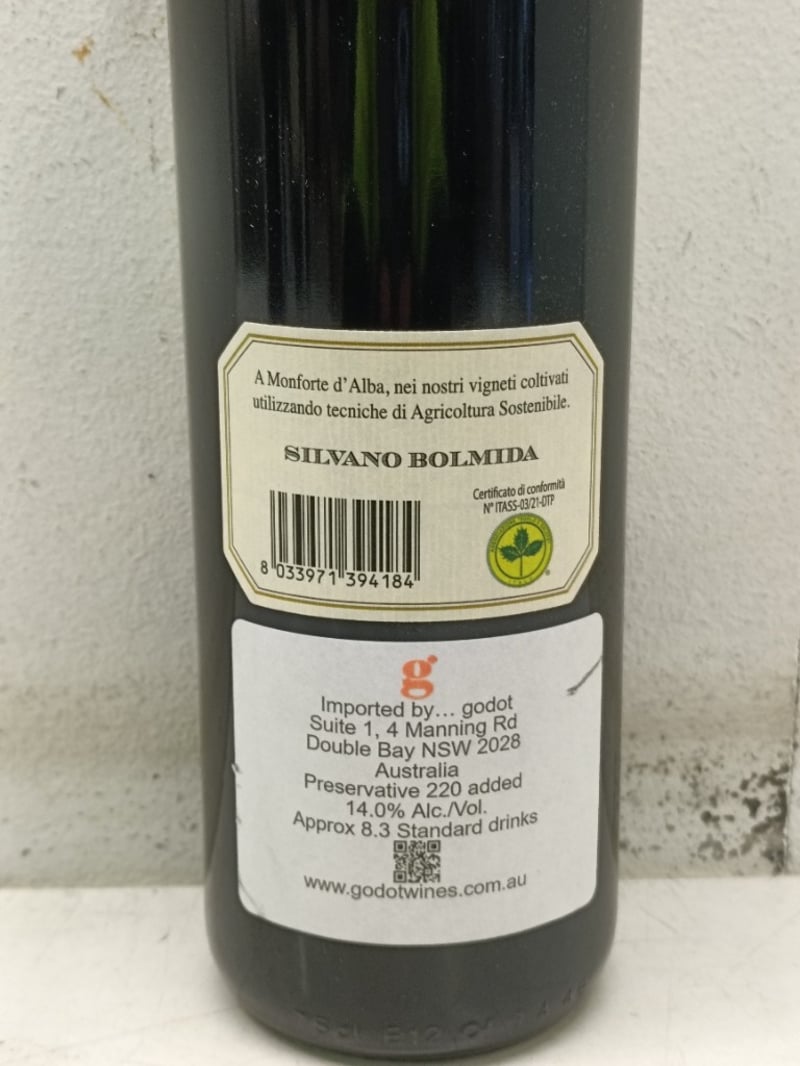 A Monforte d'Alba, nei nostri vigneti coltivati
utilizzando tecniche di Agricoltura Sostenibile.
SILVANO BOLMIDA
Certificato di conformità
N° ITASS-03/21-DTP
8 033971 394184
ITALY
®
g
Imported by... godot
Suite 1, 4 Manning Rd
Double Bay NSW 2028
Australia
Preservative 220 added
14.0% Alc./Vol.
Approx 8.3 Standard drinks
www.godotwines.com.au